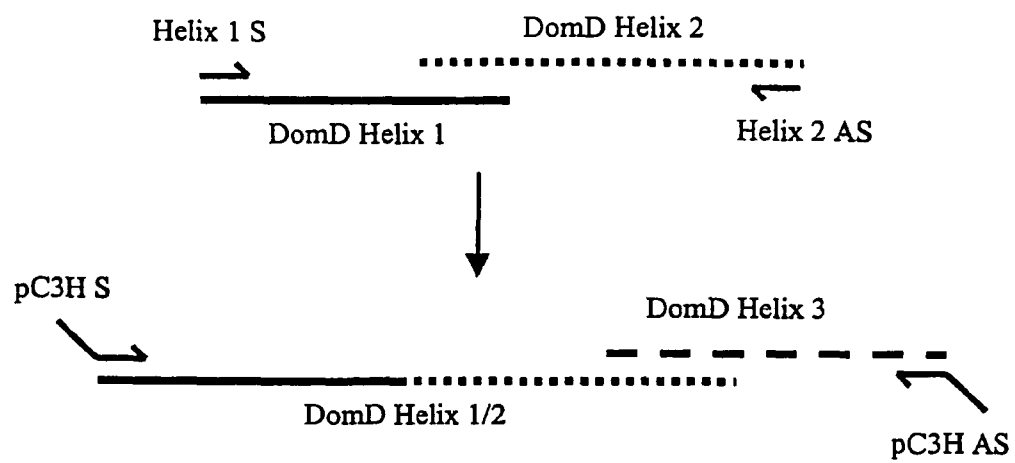 Helix 1 S
DomD Helix 2
DomD Helix 1
Helix 2 AS
pC3H S
DomD Helix 3
DomD Helix 1/2
pC3H AS